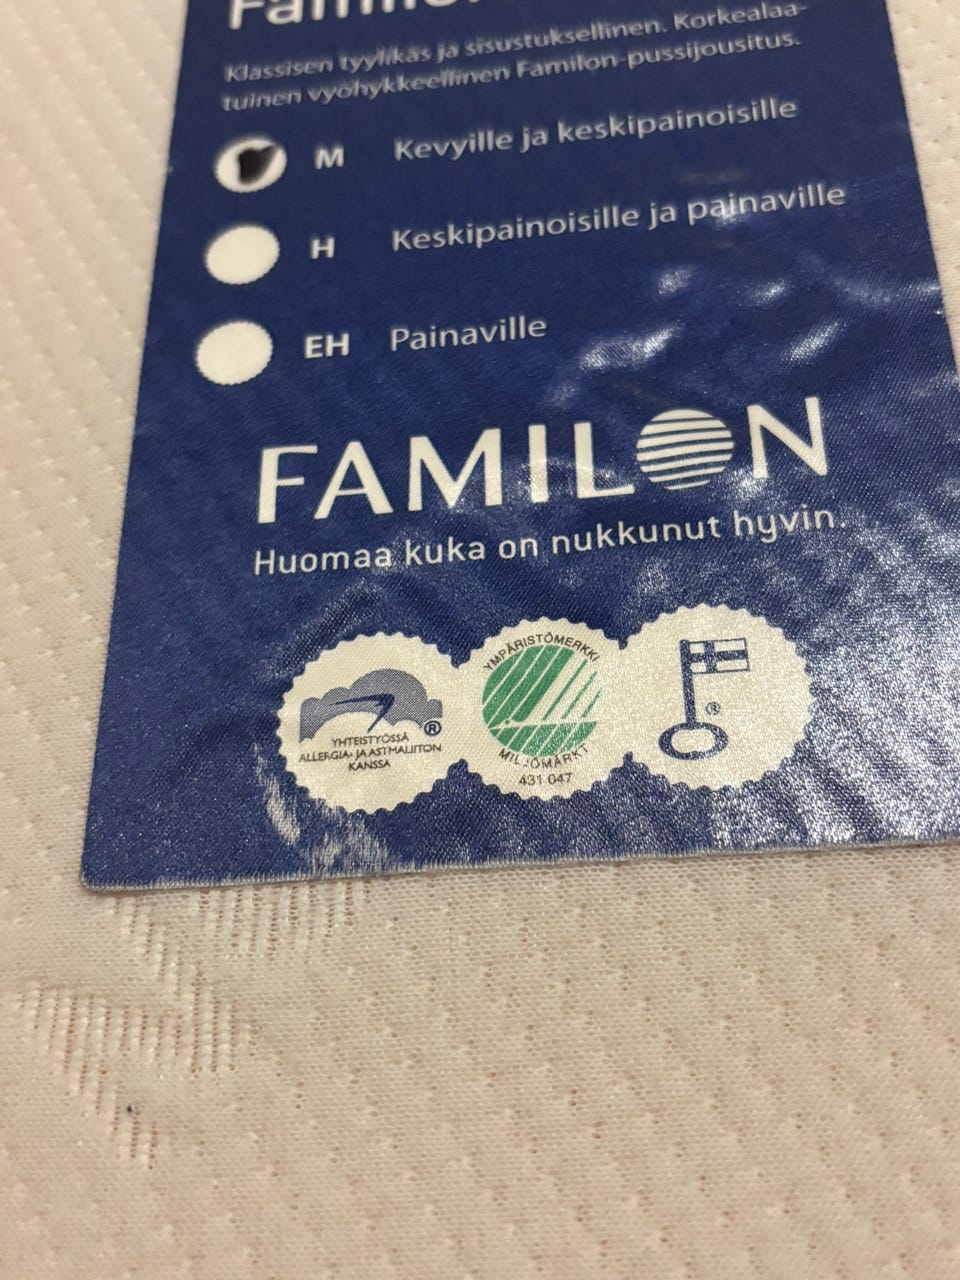 Klassisen tyylikäs ja sisustuksellinen. Korkealaa-
tuinen vyöhykkeellinen Familon-pussijousitus.
M Kevyille ja keskipainoisille
H Keskipainoisille ja painaville
EH Painaville
FAMILON
Huomaa kuka on nukkunut hyvin.
YHTEISTYÖSSÄ
ALLERGIA- JA ASTMALIITON
KANSSA
®
YMPÄRISTÖMERKKI
MILJÖMÄRKT
431 047
®